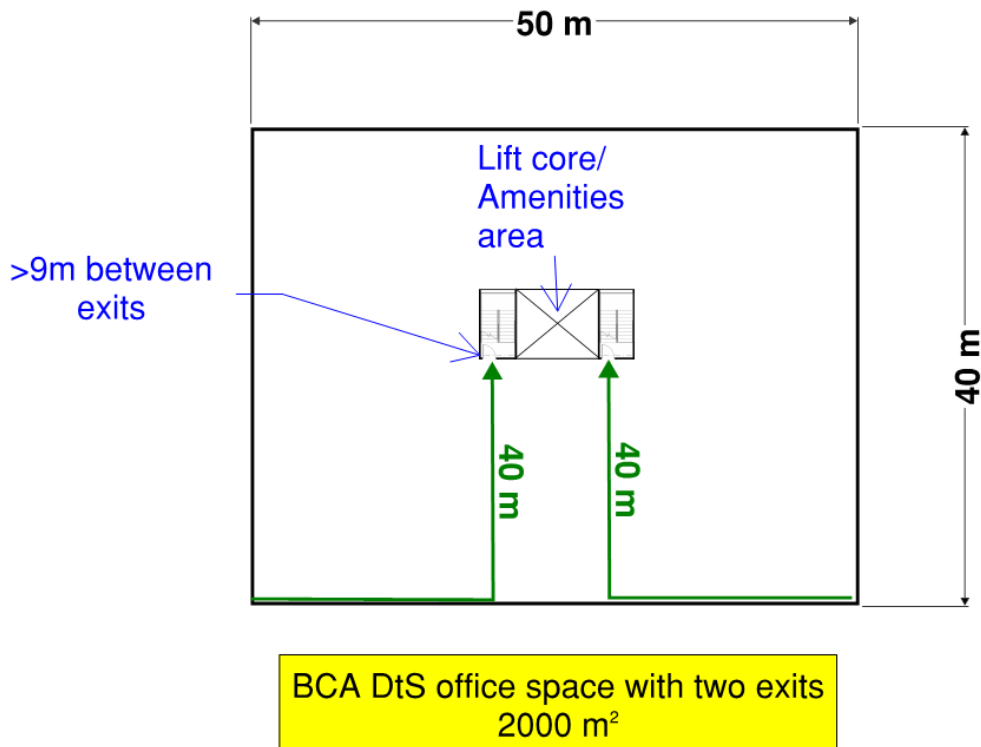 50 m
Lift core/
Amenities
area
>9m between
exits
40 m
40 m
40 m
BCA DtS office space with two exits
2000 m²